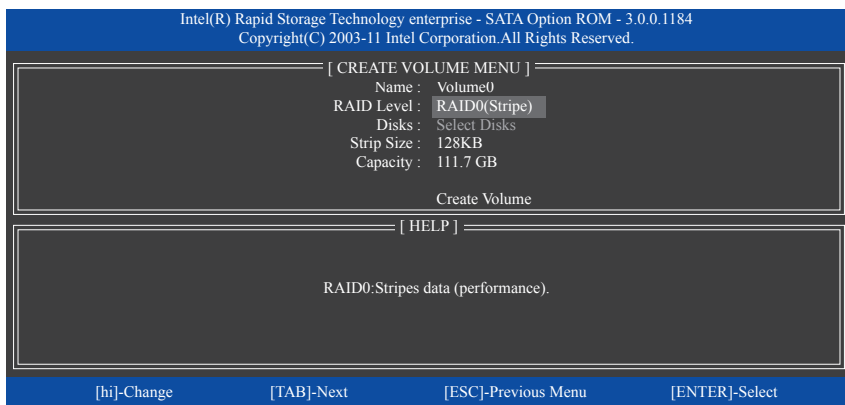 Intel(R) Rapid Storage Technology enterprise - SATA Option ROM - 3.0.0.1184
Copyright(C) 2003-11 Intel Corporation.All Rights Reserved.
[ CREATE VOLUME MENU ]
Name : Volume0
RAID Level : RAID0(Stripe)
Disks : Select Disks
Strip Size : 128KB
Capacity : 111.7 GB
Create Volume
[ HELP ]
RAID0:Stripes data (performance).
[hi]-Change [TAB]-Next [ESC]-Previous Menu [ENTER]-Select